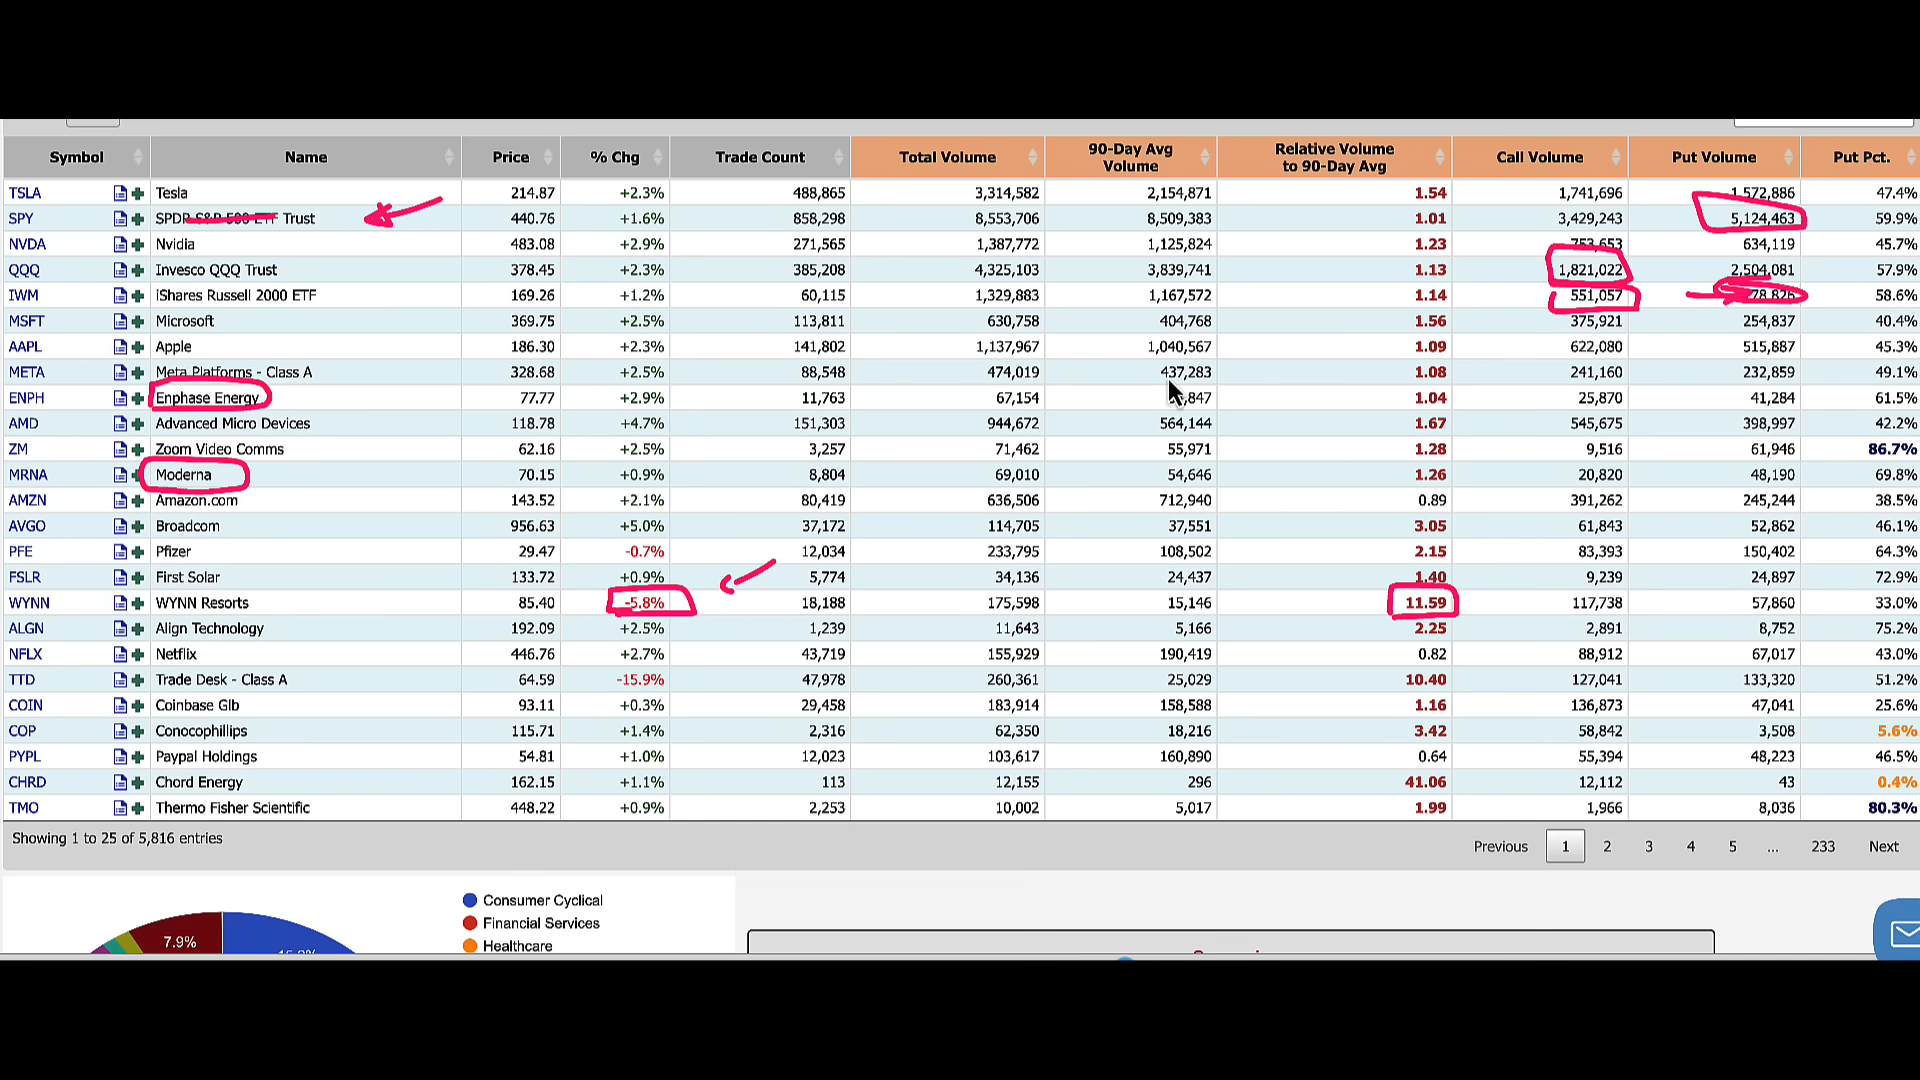 Symbol Name Price % Chg Trade Count Total Volume 90-Day Avg Volume Relative Volume to 90-Day Avg Call Volume Put Volume Put Pct.
TSLA Tesla 214.87 +2.3% 488,865 3,314,582 2,154,871 1.54 1,741,696 1,572,886 47.4%
SPY SPDR S&P 500 ETF Trust 440.76 +1.6% 858,298 8,553,706 8,509,383 1.01 3,429,243 5,124,463 59.9%
NVDA Nvidia 483.08 +2.9% 271,565 1,387,772 1,125,824 1.23 753,653 634,119 45.7%
QQQ Invesco QQQ Trust 378.45 +2.3% 385,208 4,325,103 3,839,741 1.13 1,821,022 2,504,081 57.9%
IWM iShares Russell 2000 ETF 169.26 +1.2% 60,115 1,329,883 1,167,572 1.14 551,057 58.6%
MSFT Microsoft 369.75 +2.5% 113,811 630,758 404,768 1.56 375,921 254,837 40.4%
AAPL Apple 186.30 +2.3% 141,802 1,137,967 1,040,567 1.09 622,080 515,887 45.3%
META Meta Platforms - Class A 328.68 +2.5% 88,548 474,019 437,283 1.08 241,160 232,859 49.1%
ENPH Enphase Energy 77.77 +2.9% 11,763 67,154 1.04 25,870 41,284 61.5%
AMD Advanced Micro Devices 118.78 +4.7% 151,303 944,672 564,144 1.67 545,675 398,997 42.2%
ZM Zoom Video Comms 62.16 +2.5% 3,257 71,462 55,971 1.28 9,516 61,946 86.7%
MRNA Moderna 70.15 +0.9% 8,804 69,010 54,646 1.26 20,820 48,190 69.8%
AMZN Amazon.com 143.52 +2.1% 80,419 636,506 712,940 0.89 391,262 245,244 38.5%
AVGO Broadcom 956.63 +5.0% 37,172 114,705 37,551 3.05 61,843 52,862 46.1%
PFE Pfizer 29.47 -0.7% 12,034 233,795 108,502 2.15 83,393 150,402 64.3%
FSLR First Solar 133.72 +0.9% 5,774 34,136 24,437 1.40 9,239 24,897 72.9%
WYNN WYNN Resorts 85.40 -5.8% 18,188 175,598 15,146 11.59 117,738 57,860 33.0%
ALGN Align Technology 192.09 +2.5% 1,239 11,643 5,166 2.25 2,891 8,752 75.2%
NFLX Netflix 446.76 +2.7% 43,719 155,929 190,419 0.82 88,912 67,017 43.0%
TTD Trade Desk - Class A 64.59 -15.9% 47,978 260,361 25,029 10.40 127,041 133,320 51.2%
COIN Coinbase Glb 93.11 +0.3% 29,458 183,914 158,588 1.16 136,873 47,041 25.6%
COP Conocophillips 115.71 +1.4% 2,316 62,350 18,216 3.42 58,842 3,508 5.6%
PYPL Paypal Holdings 54.81 +1.0% 12,023 103,617 160,890 0.64 55,394 48,223 46.5%
CHRD Chord Energy 162.15 +1.1% 113 12,155 296 41.06 12,112 43 0.4%
TMO Thermo Fisher Scientific 448.22 +0.9% 2,253 10,002 5,017 1.99 1,966 8,036 80.3%
Showing 1 to 25 of 5,816 entries
Previous 1 2 3 4 5 ... 233 Next
Consumer Cyclical
Financial Services
Healthcare
7.9%